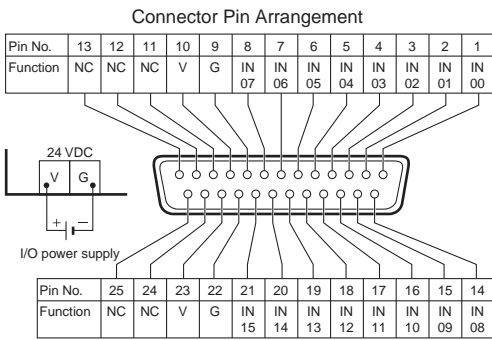 Connector Pin Arrangement
Pin No. 13 12 11 10 9 8 7 6 5 4 3 2 1
Function NC NC NC V G IN 07 IN 06 IN 05 IN 04 IN 03 IN 02 IN 01 IN 00
24 VDC
V G
+ −
I/O power supply
Pin No. 25 24 23 22 21 20 19 18 17 16 15 14
Function NC NC V G IN 15 IN 14 IN 13 IN 12 IN 11 IN 10 IN 09 IN 08